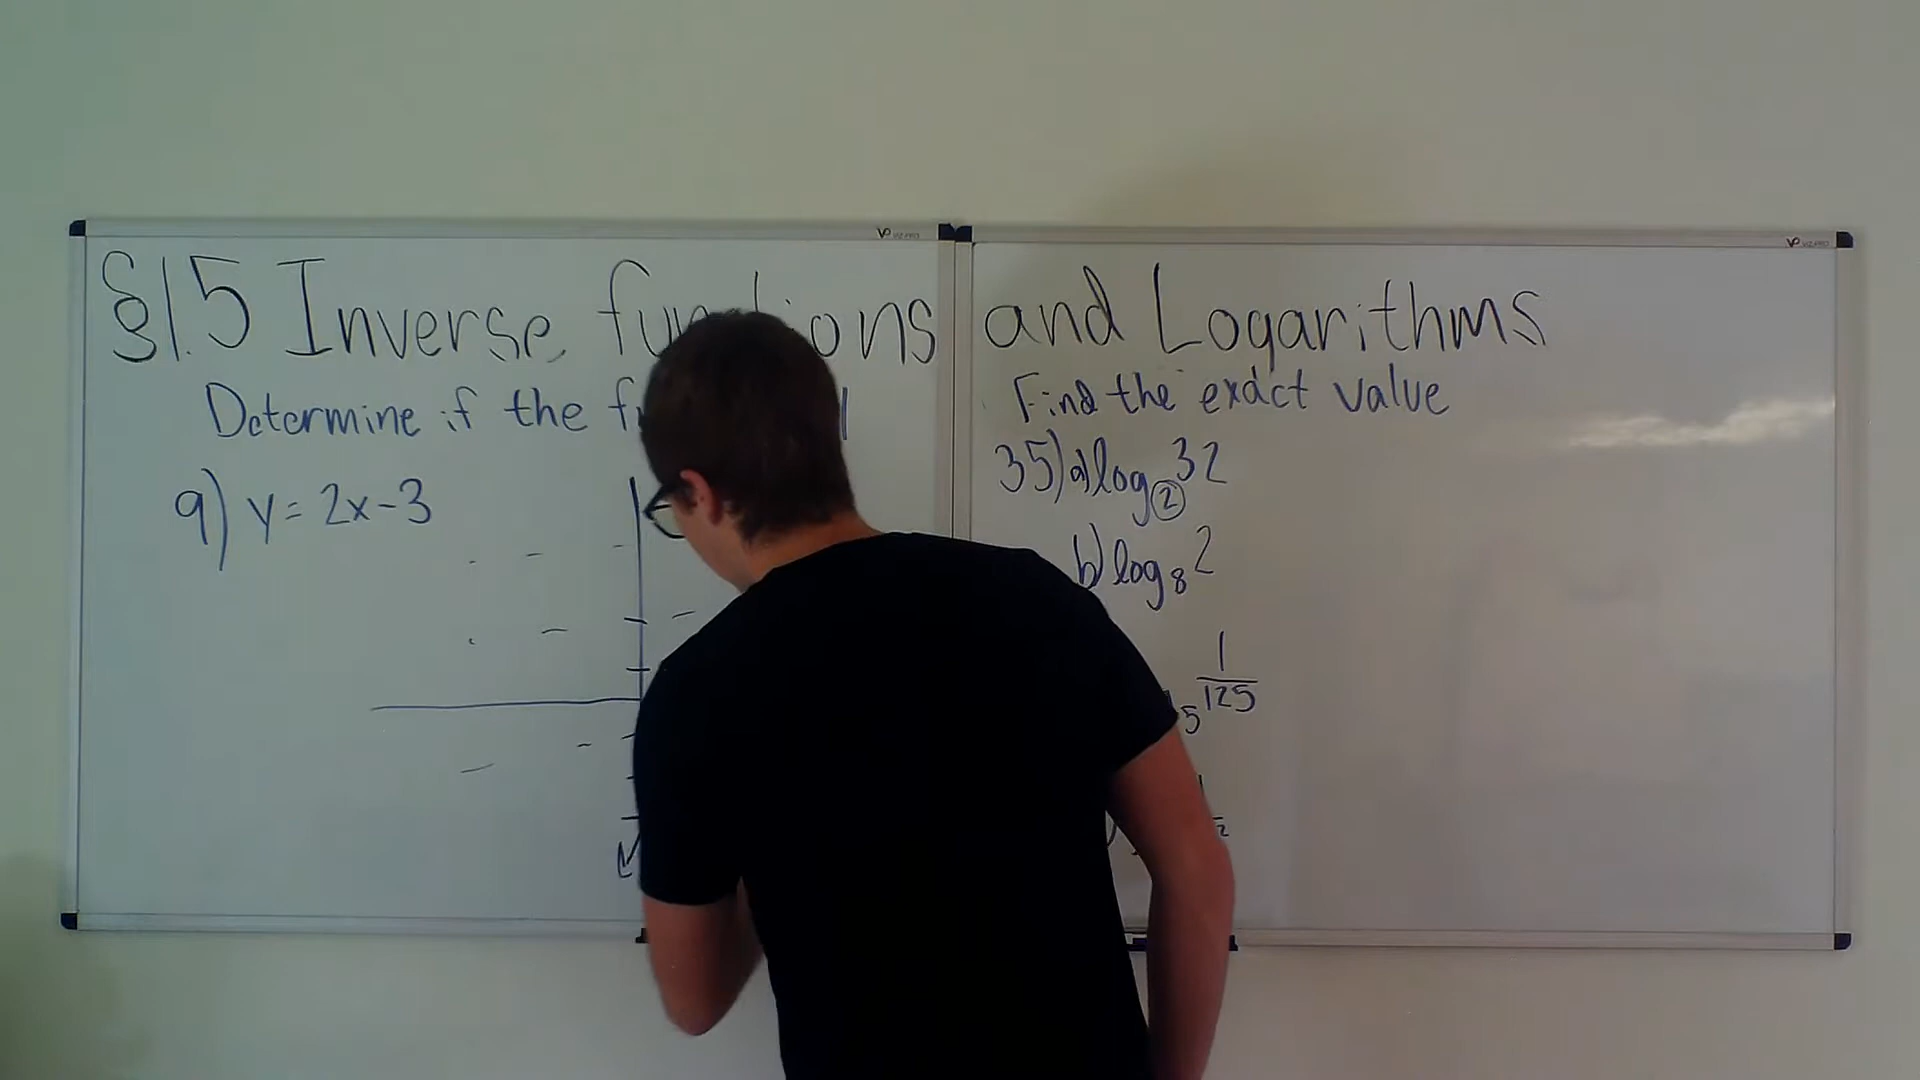 §1.5 Inverse functions and Logarithms
Determine if the
9) y = 2x-3
Find the exact value
35) a) log₂ 32
b) log₈ 2
5 1/125